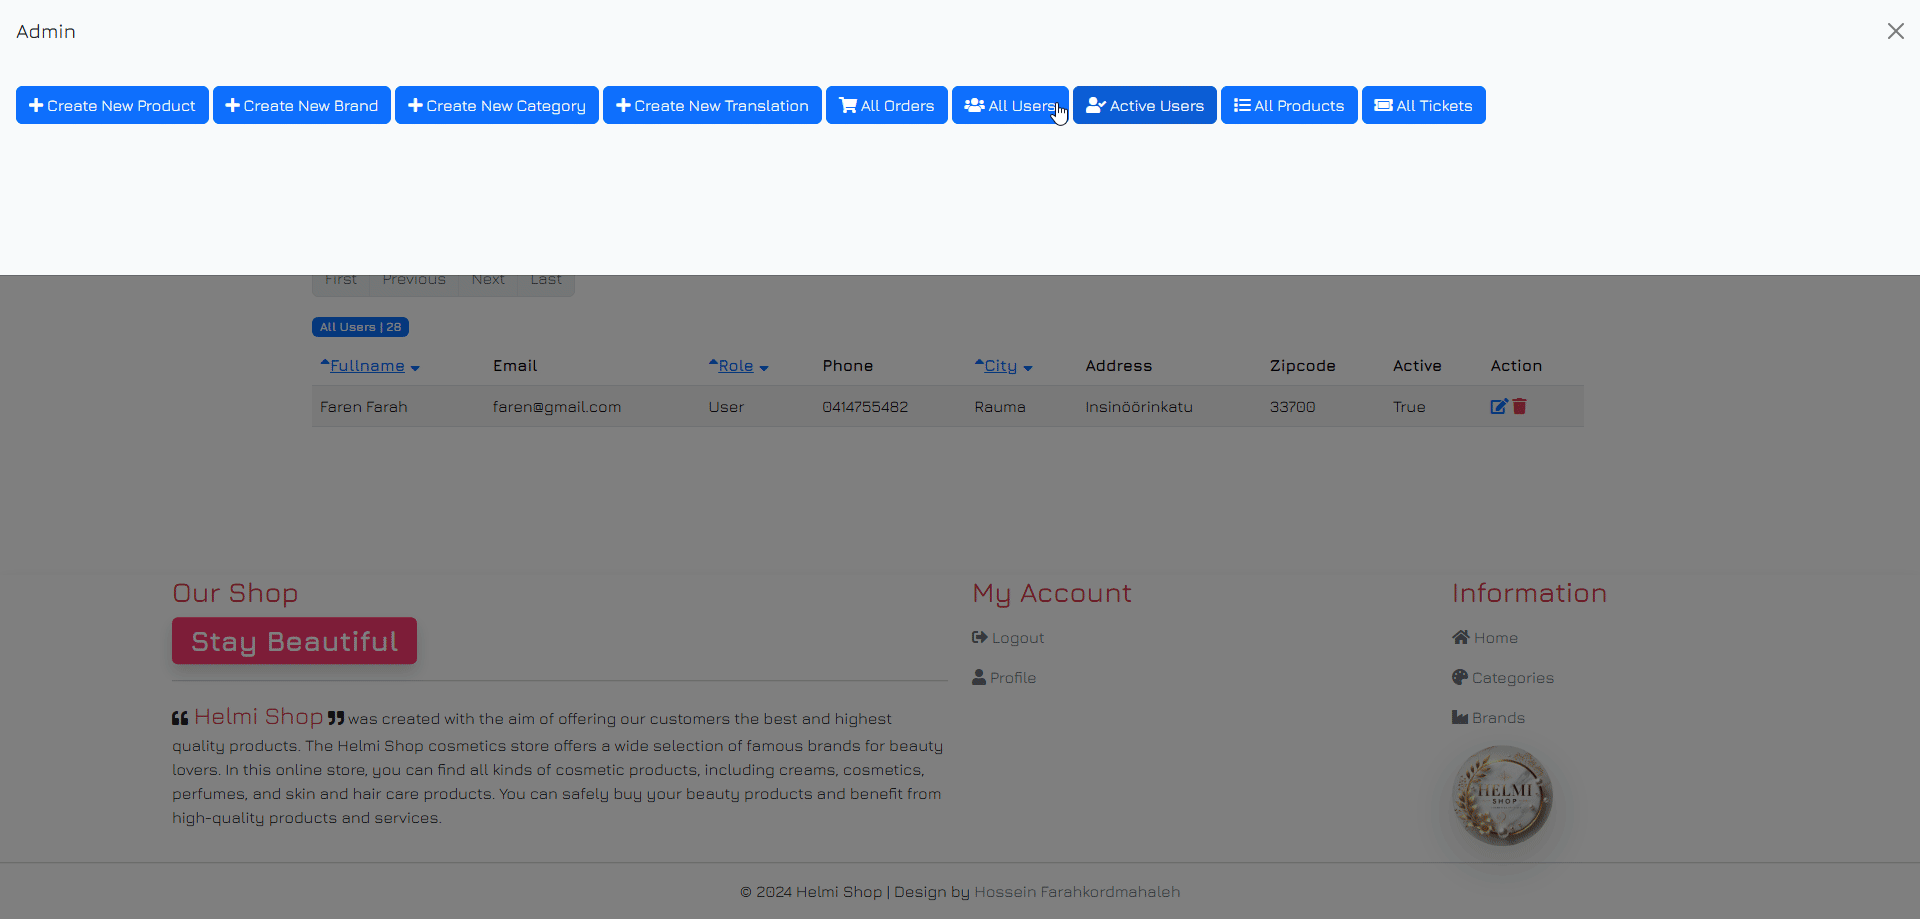 Admin
Create New Product Create New Brand Create New Category Create New Translation All Orders All Users Active Users All Products All Tickets
First Previous Next Last
All Users | 28
Fullname Email Role Phone City Address Zipcode Active Action
Faren Farah faren@gmail.com User 0414755482 Rauma Insinöörinkatu 33700 True
Our Shop My Account Information
Stay Beautiful
Logout Home
Profile Categories
Brands
Helmi Shop was created with the aim of offering our customers the best and highest
quality products. The Helmi Shop cosmetics store offers a wide selection of famous brands for beauty
lovers. In this online store, you can find all kinds of cosmetic products, including creams, cosmetics,
perfumes, and skin and hair care products. You can safely buy your beauty products and benefit from
high-quality products and services.
HELMI
SHOP
© 2024 Helmi Shop | Design by Hossein Farahkordmahaleh